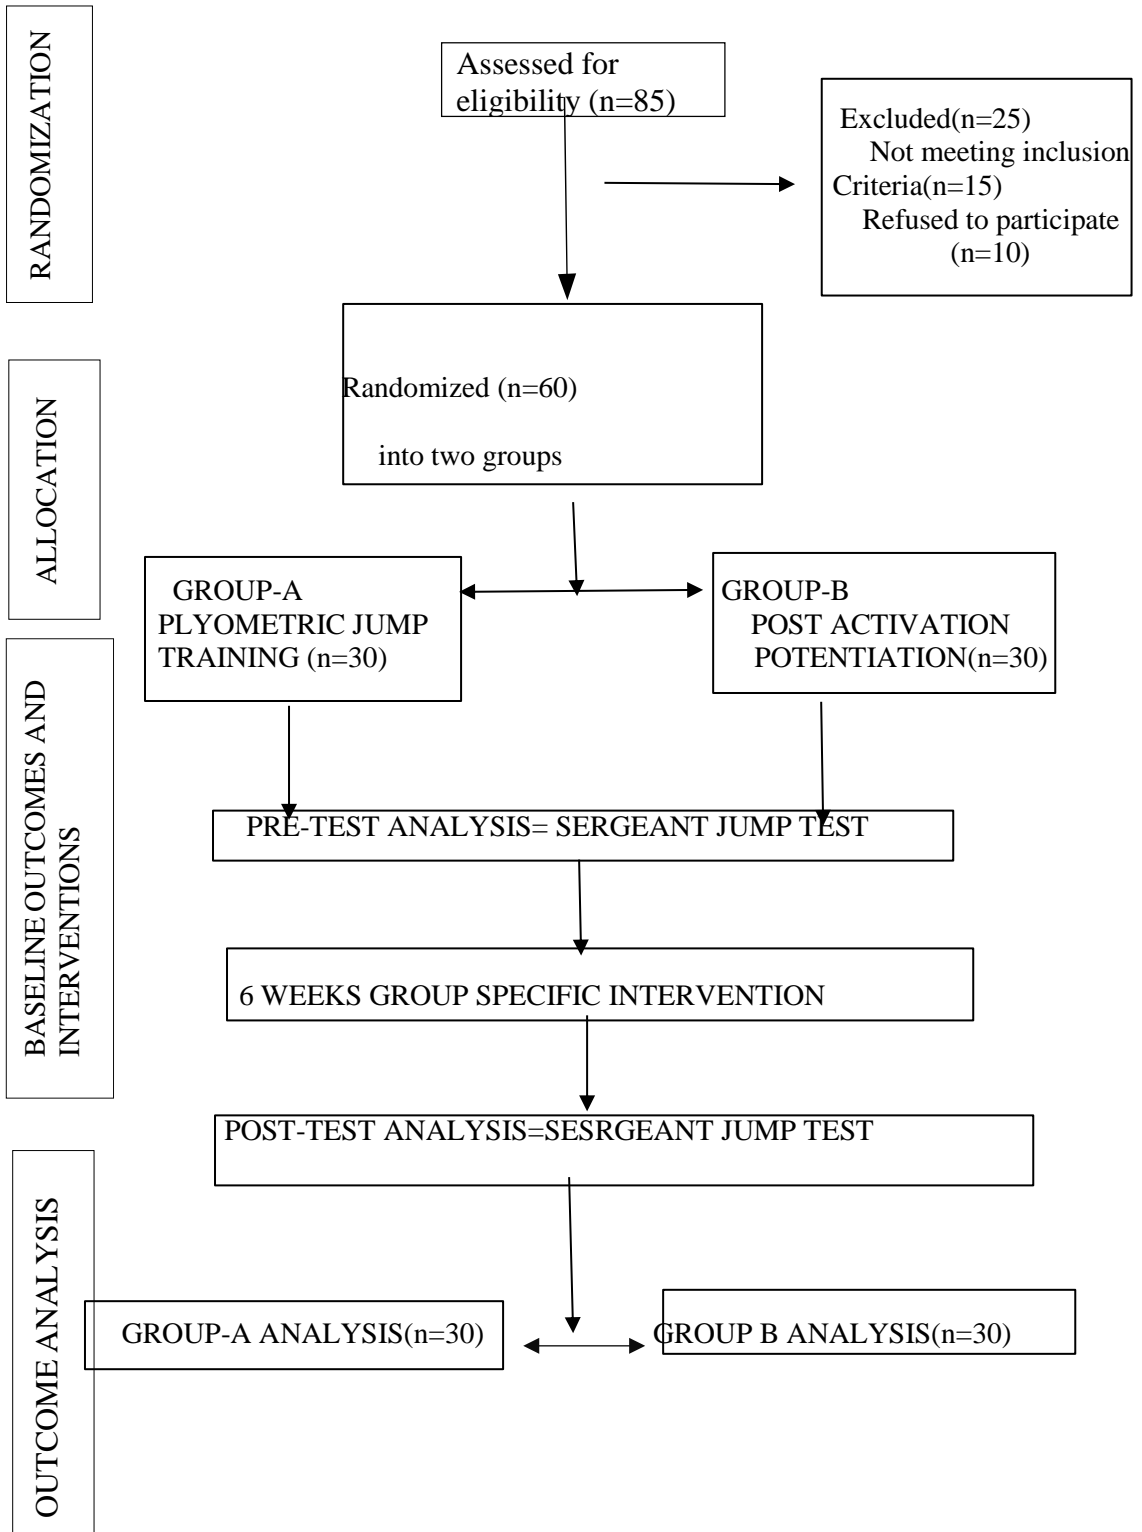 RANDOMIZATION
Assessed for
eligibility (n=85)
Excluded(n=25)
Not meeting inclusion
Criteria(n=15)
Refused to participate
(n=10)
ALLOCATION
Randomized (n=60)
into two groups
GROUP-A
PLYOMETRIC JUMP
TRAINING (n=30)
GROUP-B
POST ACTIVATION
POTENTIATION(n=30)
BASELINE OUTCOMES AND
INTERVENTIONS
PRE-TEST ANALYSIS= SERGEANT JUMP TEST
6 WEEKS GROUP SPECIFIC INTERVENTION
POST-TEST ANALYSIS=SESRGEANT JUMP TEST
OUTCOME ANALYSIS
GROUP-A ANALYSIS(n=30)
GROUP B ANALYSIS(n=30)